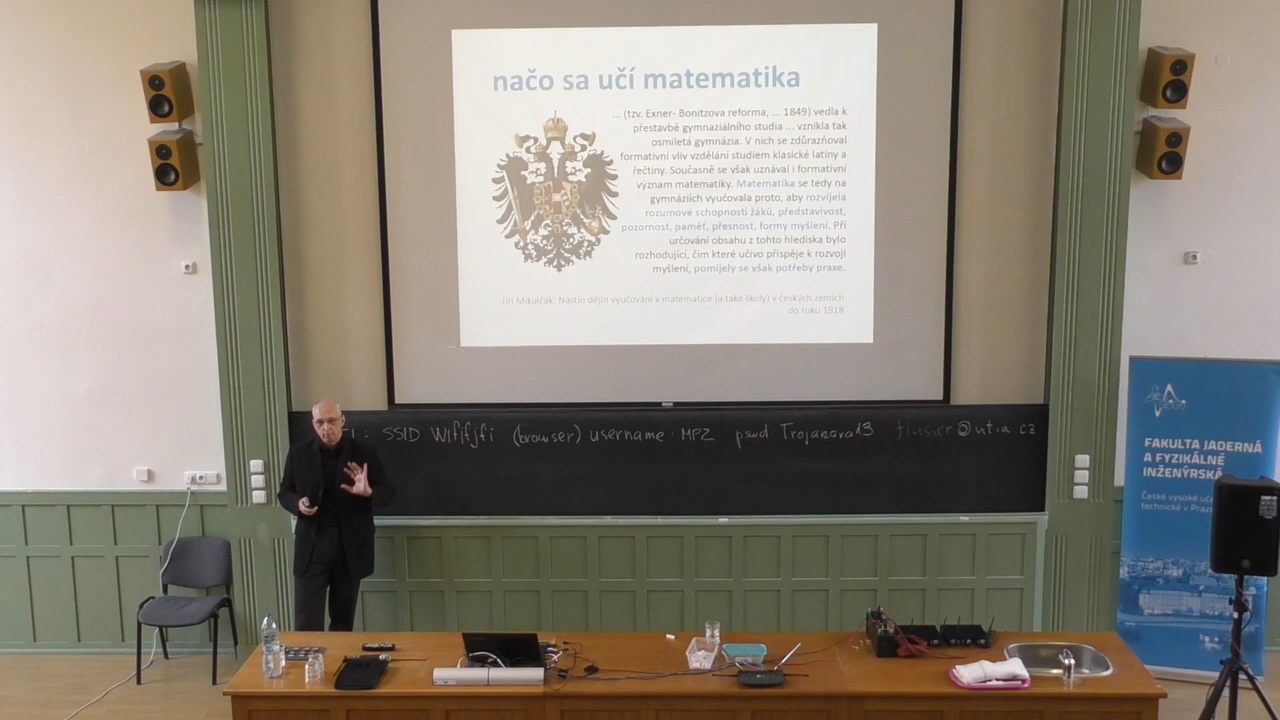 načo sa učí matematika
... (tzv. Exner- Bonitzova reforma, ... 1849) vedla k
přestavbě gymnaziálního studia ... vznikla tak
osmiletá gymnázia. V nich se zdůrazňoval
formativní vliv vzdělání studiem klasické latiny a
řečtiny. Současně se však uznával i formativní
význam matematiky. Matematika se tedy na
gymnáziích vyučovala proto, aby rozvíjela
rozumové schopnosti žáků, představivost,
pozornost, paměť, přesnost, formy myšlení. Při
určování obsahu z tohto hlediska bylo
rozhodující, čím které učivo přispěje k rozvoji
myšlení, pomíjely se však potřeby praxe.
Jiří Mikulčák: Nástin dějin vyučování v matematice (a také školy) v českých zemích
do roku 1918
SSID Wififjfi (browser) username: MPZ pswd. Trojanova13 flusser@utia.cz
FAKULTA JADERNÁ
A FYZIKÁLNĚ
INŽENÝRSKÁ
České vysoké uče
technické v Praz